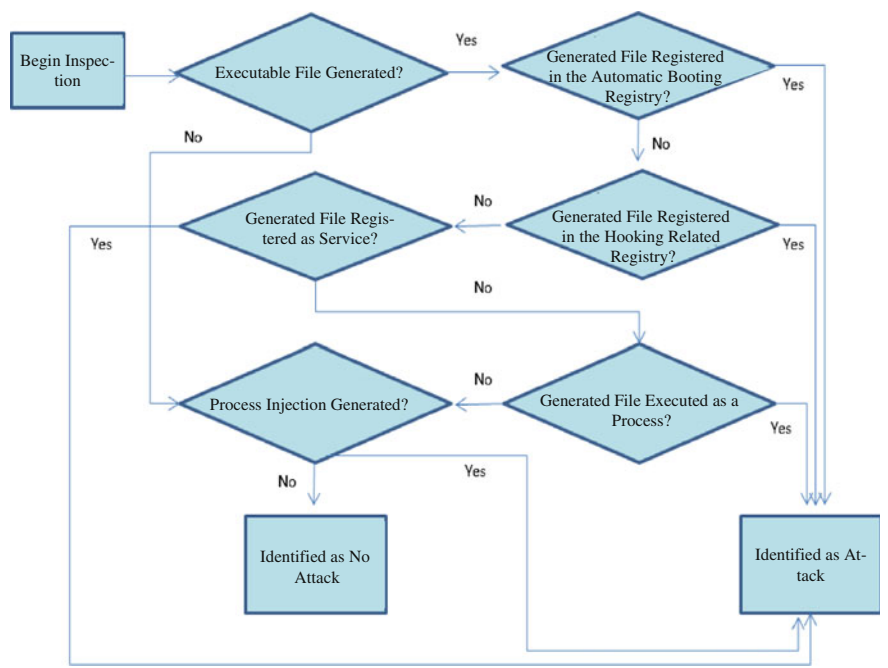 Begin Inspec-
tion
Executable File Generated?
Yes
Generated File Registered
in the Automatic Booting
Registry?
Yes
No
No
Generated File Regis-
tered as Service?
No
Generated File Registered
in the Hooking Related
Registry?
Yes
Yes
No
Process Injection Generated?
No
Generated File Executed as a
Process?
Yes
No
Yes
Identified as No
Attack
Identified as At-
tack